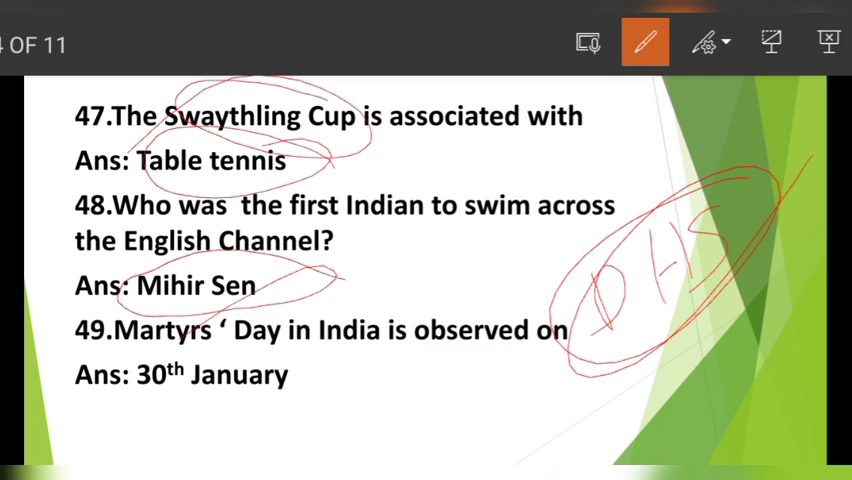 4 OF 11
47.The Swaythling Cup is associated with
Ans: Table tennis
48.Who was the first Indian to swim across
the English Channel?
Ans: Mihir Sen
DHS
49.Martyrs ‘ Day in India is observed on
Ans: 30th January